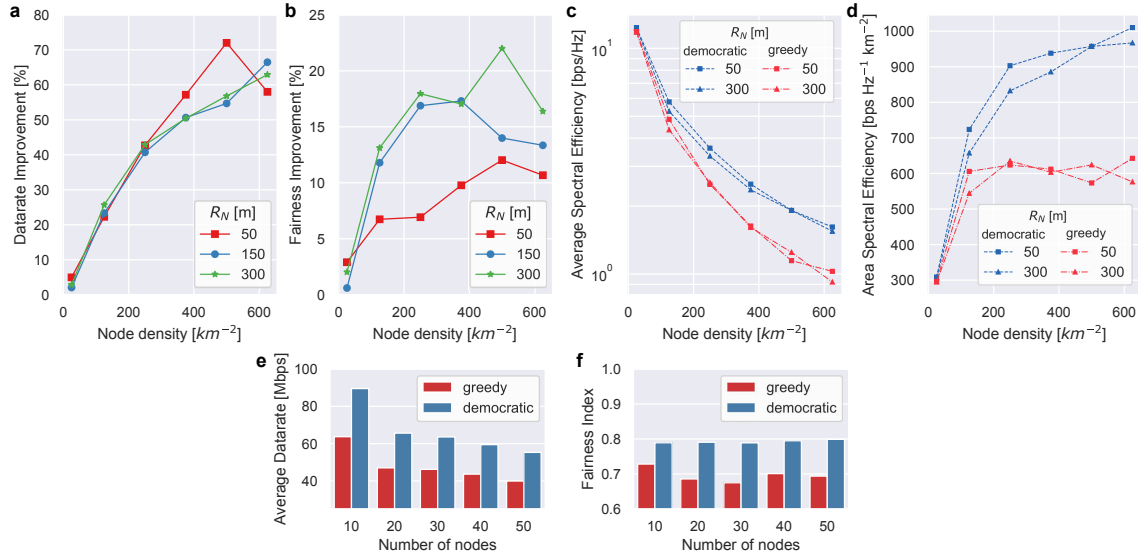 a
80
70
60
50
40
30
20
10
0
Datarate Improvement [%]
R_N [m]
50
150
300
0
200
400
600
Node density [km⁻²]
b
25
20
15
10
5
0
Fairness Improvement [%]
R_N [m]
50
150
300
0
200
400
600
Node density [km⁻²]
c
10¹
10⁰
Average Spectral Efficiency [bps/Hz]
R_N [m]
democratic greedy
50 50
300 300
0
200
400
600
Node density [km⁻²]
d
1000
900
800
700
600
500
400
300
Area Spectral Efficiency [bps Hz⁻¹ km⁻²]
R_N [m]
democratic greedy
50 50
300 300
0
200
400
600
Node density [km⁻²]
e
100
80
60
40
Average Datarate [Mbps]
greedy
democratic
10
20
30
40
50
Number of nodes
f
1.0
0.9
0.8
0.7
0.6
Fairness Index
greedy
democratic
10
20
30
40
50
Number of nodes